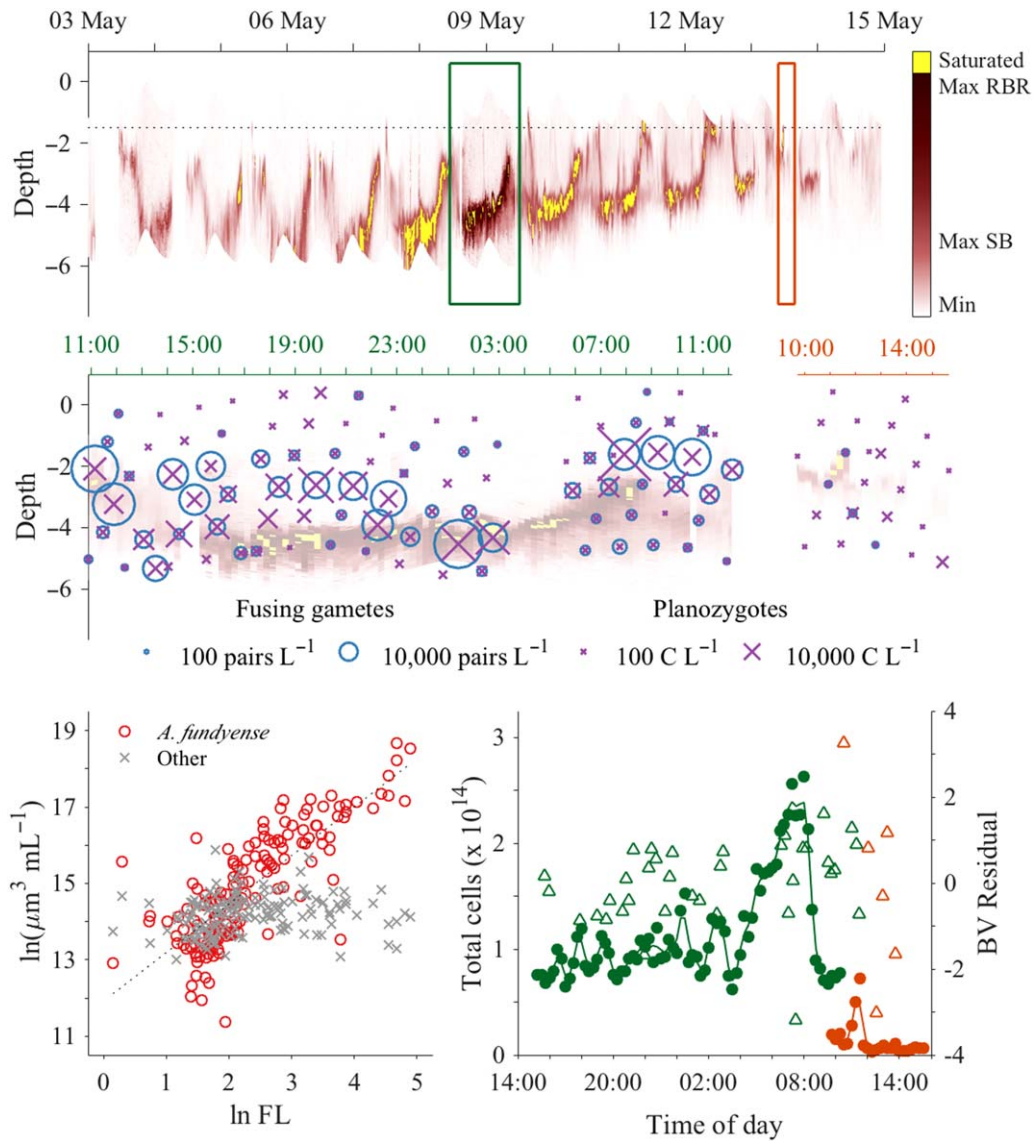 03 May 06 May 09 May 12 May 15 May
0
−2
−4
−6
Depth
Saturated
Max RBR
Max SB
Min
11:00 15:00 19:00 23:00 03:00 07:00 11:00 10:00 14:00
0
−2
−4
−6
Depth
Fusing gametes Planozygotes
100 pairs L⁻¹ 10,000 pairs L⁻¹ 100 C L⁻¹ 10,000 C L⁻¹
19
17
15
13
11
ln(μm³ mL⁻¹)
A. fundyense
Other
0 1 2 3 4 5
ln FL
3
2
1
0
Total cells (x 10¹⁴)
4
2
0
-2
-4
BV Residual
14:00 20:00 02:00 08:00 14:00
Time of day